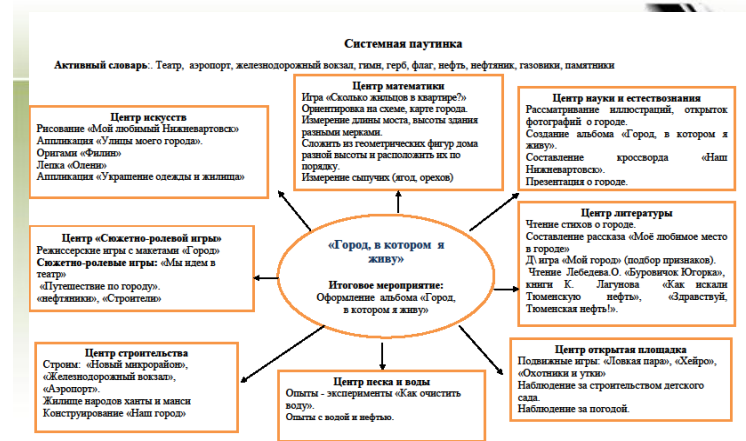 Системная паутинка
Активный словарь:. Театр, аэропорт, железнодорожный вокзал, гимн, герб, флаг, нефть, нефтяник, газовики, памятники
Центр искусств
Рисование «Мой любимый Нижневартовск»
Аппликация «Улицы моего города».
Оригами «Филин»
Лепка «Олени»
Аппликация «Украшение одежды и жилища»
Центр математики
Игра «Сколько жильцов в квартире?»
Ориентировка на схеме, карте города.
Измерение длины моста, высоты здания
разными мерками.
Сложить из геометрических фигур дома
разной высоты и расположить их по
порядку.
Измерение сыпучих (ягод, орехов)
Центр науки и естествознания
Рассматривание иллюстраций, открыток
фотографий о городе.
Создание альбома «Город, в котором я
живу».
Составление кроссворда «Наш
Нижневартовск».
Презентация о городе.
Центр «Сюжетно-ролевой игры»
Режиссерские игры с макетами «Город»
Сюжетно-ролевые игры: «Мы идем в
театр»
«Путешествие по городу».
«нефтяники», «Строители»
«Город, в котором я
живу»
Итоговое мероприятие:
Оформление альбома «Город,
в котором я живу»
Центр литературы
Чтение стихов о городе.
Составление рассказа «Моё любимое место
в городе»
Д\ игра «Мой город» (подбор признаков).
Чтение Лебедева.О. «Буровичок Югорка»,
книги К. Лагунова «Как искали
Тюменскую нефть», «Здравствуй,
Тюменская нефть!».
Центр строительства
Строим: «Новый микрорайон»,
«Железнодорожный вокзал»,
«Аэропорт».
Жилище народов ханты и манси
Конструирование «Наш город»
Центр песка и воды
Опыты - эксперименты «Как очистить
воду».
Опыты с водой и нефтью.
Центр открытая площадка
Подвижные игры: «Ловкая пара», «Хейро»,
«Охотники и утки»
Наблюдение за строительством детского
сада.
Наблюдение за погодой.